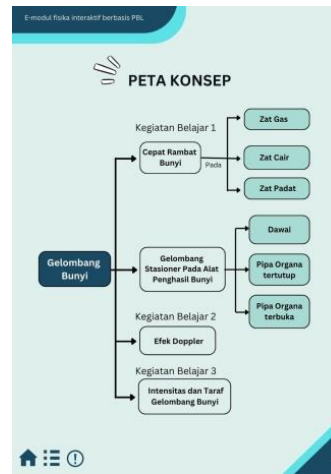 E-modul fisika interaktif berbasis PBL
PETA KONSEP
Kegiatan Belajar 1
Cepat Rambat
Bunyi
Pada
Zat Gas
Zat Cair
Zat Padat
Gelombang
Bunyi
Gelombang
Stasioner Pada Alat
Penghasil Bunyi
Dawai
Pipa Organa
tertutup
Pipa Organa
terbuka
Kegiatan Belajar 2
Efek Doppler
Kegiatan Belajar 3
Intensitas dan Taraf
Gelombang Bunyi